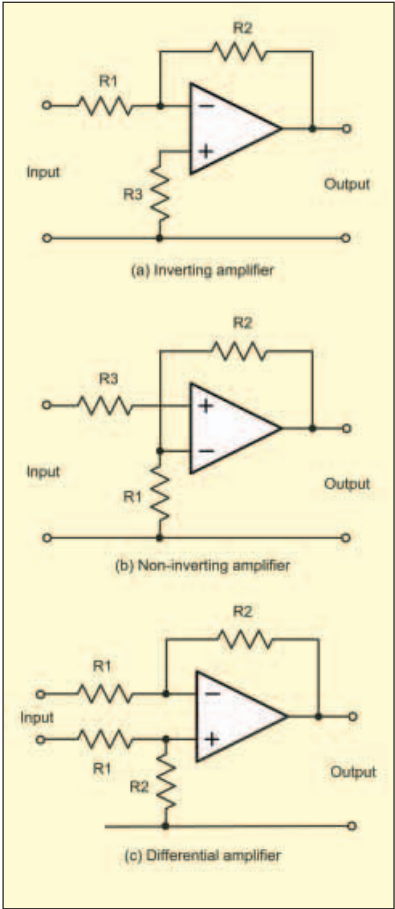 R2
R1
−
+
Input
R3
Output
(a) Inverting amplifier
R2
R3
+
−
Input
R1
Output
(b) Non-inverting amplifier
R2
R1
−
Input
+
R1
R2
Output
(c) Differential amplifier